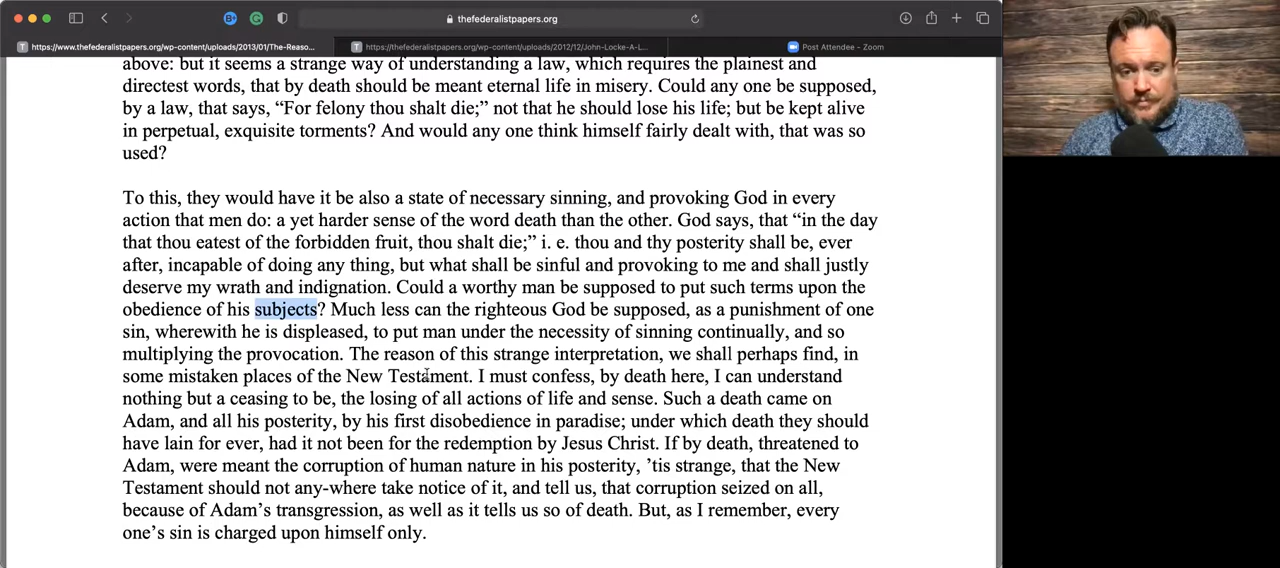 thefederalistpapers.org
https://www.thefederalistpapers.org/wp-content/uploads/2013/01/The-Reaso...
https://thefederalistpapers.org/wp-content/uploads/2012/12/John-Locke-A-L...
Post Attendee - Zoom
above: but it seems a strange way of understanding a law, which requires the plainest and
directest words, that by death should be meant eternal life in misery. Could any one be supposed,
by a law, that says, “For felony thou shalt die;” not that he should lose his life; but be kept alive
in perpetual, exquisite torments? And would any one think himself fairly dealt with, that was so
used?
To this, they would have it be also a state of necessary sinning, and provoking God in every
action that men do: a yet harder sense of the word death than the other. God says, that “in the day
that thou eatest of the forbidden fruit, thou shalt die;” i. e. thou and thy posterity shall be, ever
after, incapable of doing any thing, but what shall be sinful and provoking to me and shall justly
deserve my wrath and indignation. Could a worthy man be supposed to put such terms upon the
obedience of his subjects? Much less can the righteous God be supposed, as a punishment of one
sin, wherewith he is displeased, to put man under the necessity of sinning continually, and so
multiplying the provocation. The reason of this strange interpretation, we shall perhaps find, in
some mistaken places of the New Testament. I must confess, by death here, I can understand
nothing but a ceasing to be, the losing of all actions of life and sense. Such a death came on
Adam, and all his posterity, by his first disobedience in paradise; under which death they should
have lain for ever, had it not been for the redemption by Jesus Christ. If by death, threatened to
Adam, were meant the corruption of human nature in his posterity, ’tis strange, that the New
Testament should not any-where take notice of it, and tell us, that corruption seized on all,
because of Adam’s transgression, as well as it tells us so of death. But, as I remember, every
one’s sin is charged upon himself only.